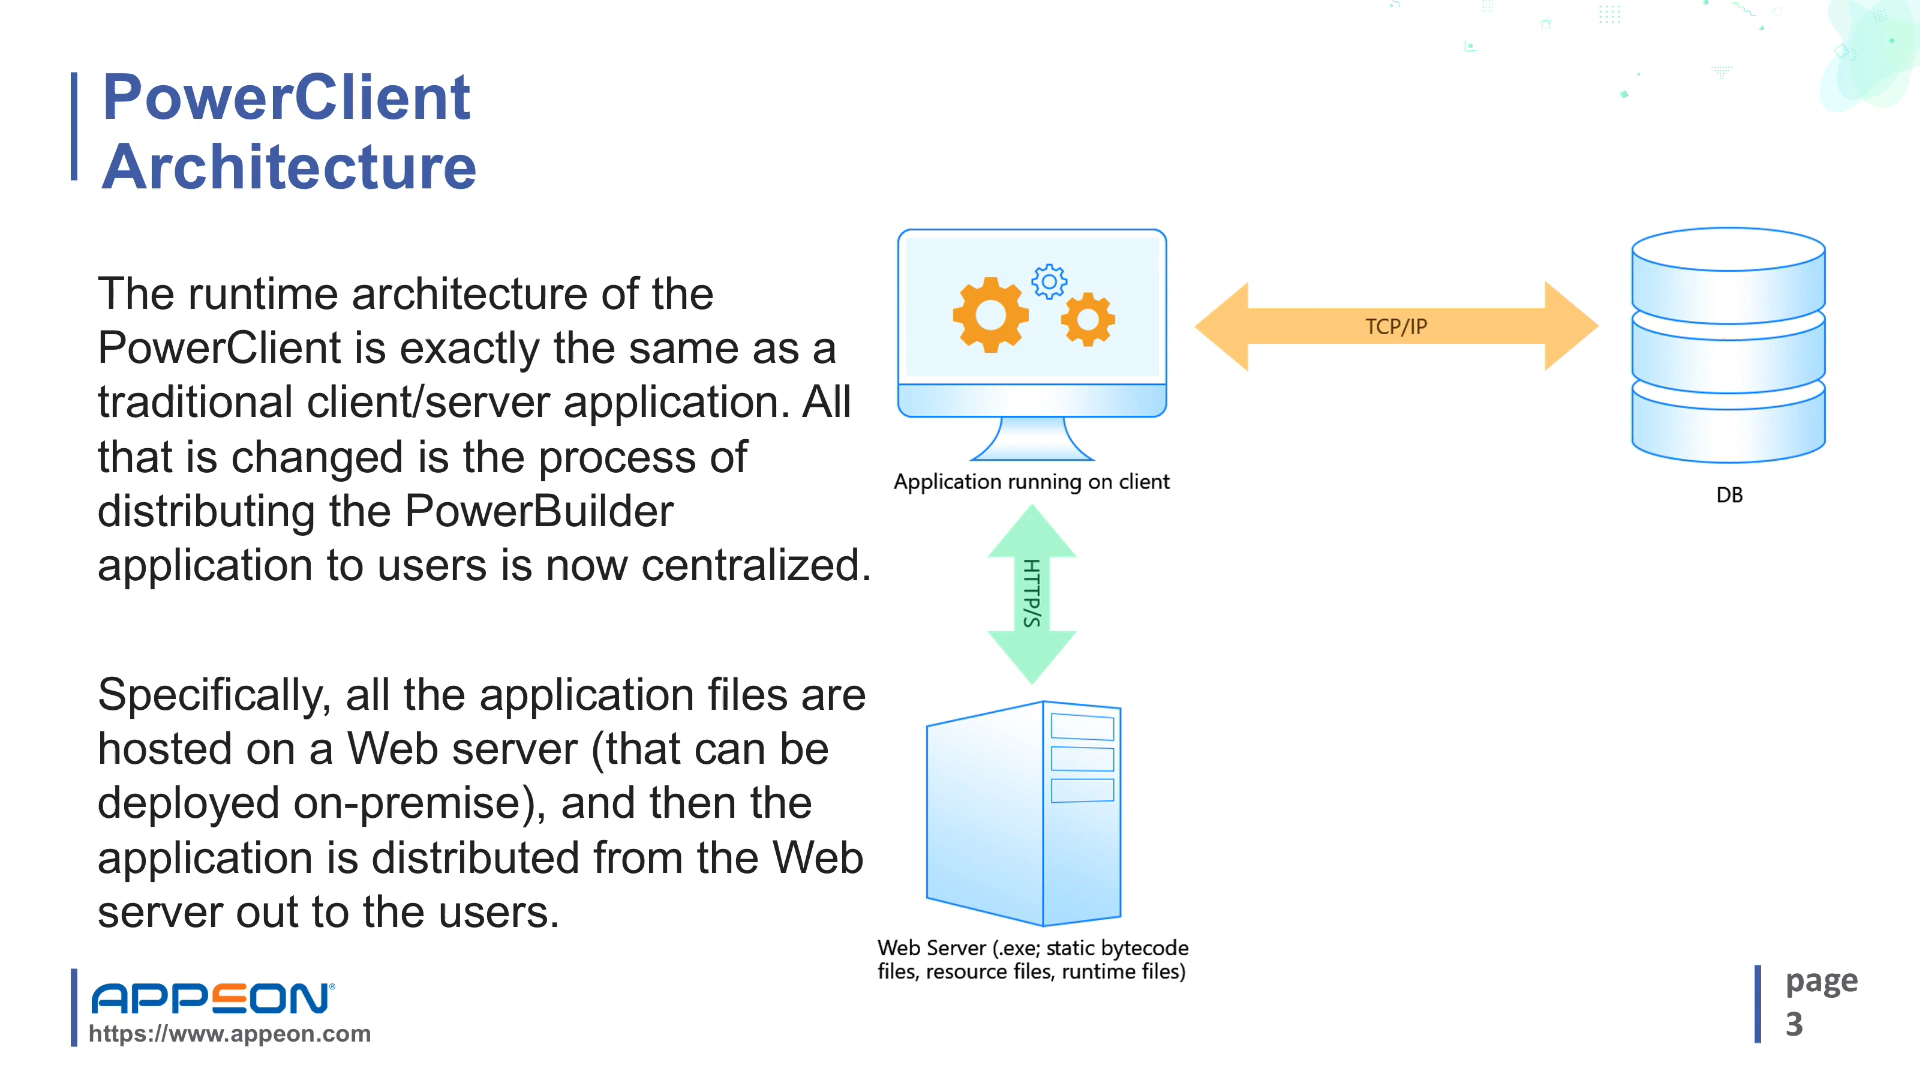 PowerClient
Architecture
The runtime architecture of the
PowerClient is exactly the same as a
traditional client/server application. All
that is changed is the process of
distributing the PowerBuilder
application to users is now centralized.
Specifically, all the application files are
hosted on a Web server (that can be
deployed on-premise), and then the
application is distributed from the Web
server out to the users.
TCP/IP
Application running on client
DB
HTTP/S
Web Server (.exe; static bytecode
files, resource files, runtime files)
APPEON®
https://www.appeon.com
page
3